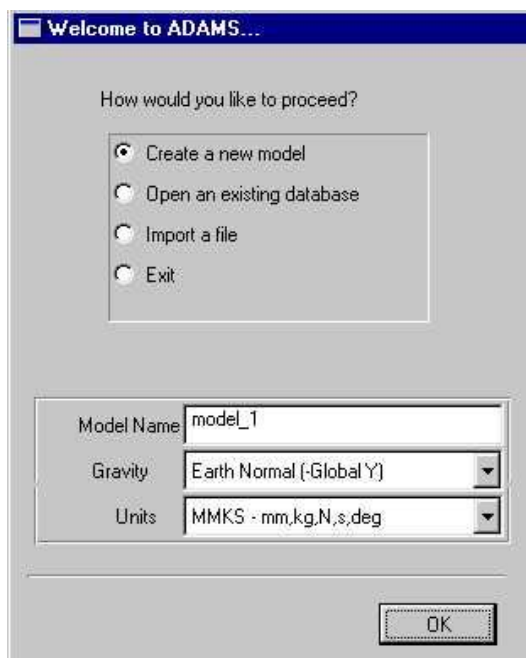 Welcome to ADAMS...
How would you like to proceed?
Create a new model
Open an existing database
Import a file
Exit
Model Name model_1
Gravity Earth Normal (-Global Y)
Units MMKS - mm,kg,N,s,deg
OK